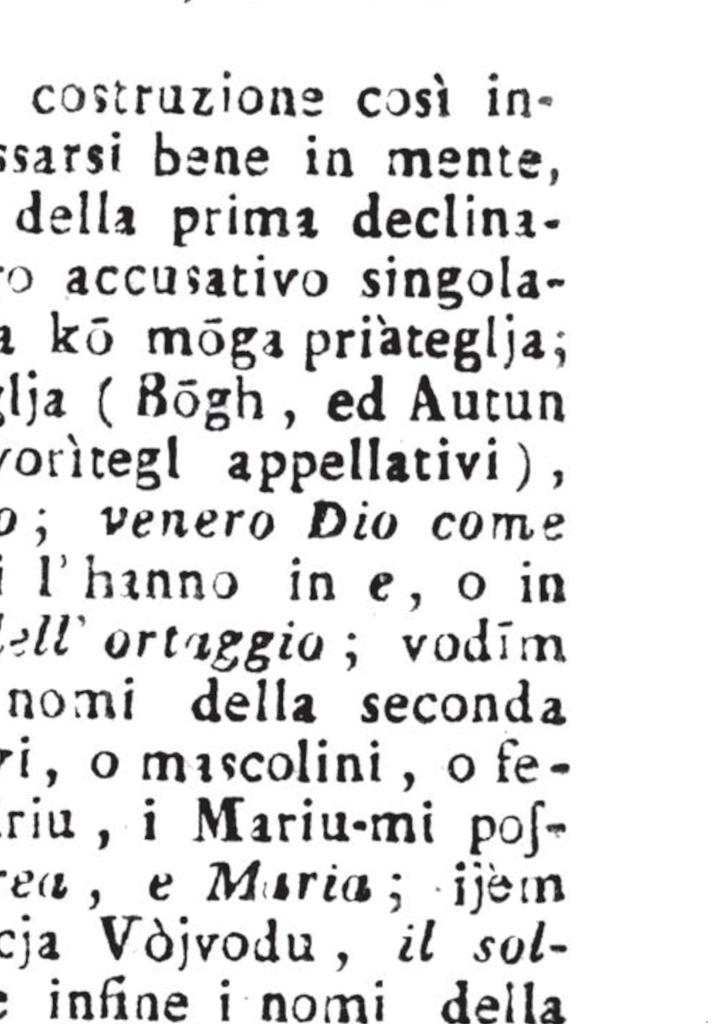 costruzione così in-
ssarsi bene in mente,
della prima declina-
ro accusativo singola-
a kō mōga priàteglja;
glja ( Bōgh, ed Autun
vorìtegl appellativi),
o; venero Dio come
i l'hanno in e, o in
dell' ortaggio; vodīm
nomi della seconda
ri, o mascolini, o fe-
riu, i Mariu-mi poſ-
rea, e Maria; ijèm
cja Vòjvodu, il sol-
e infine i nomi della